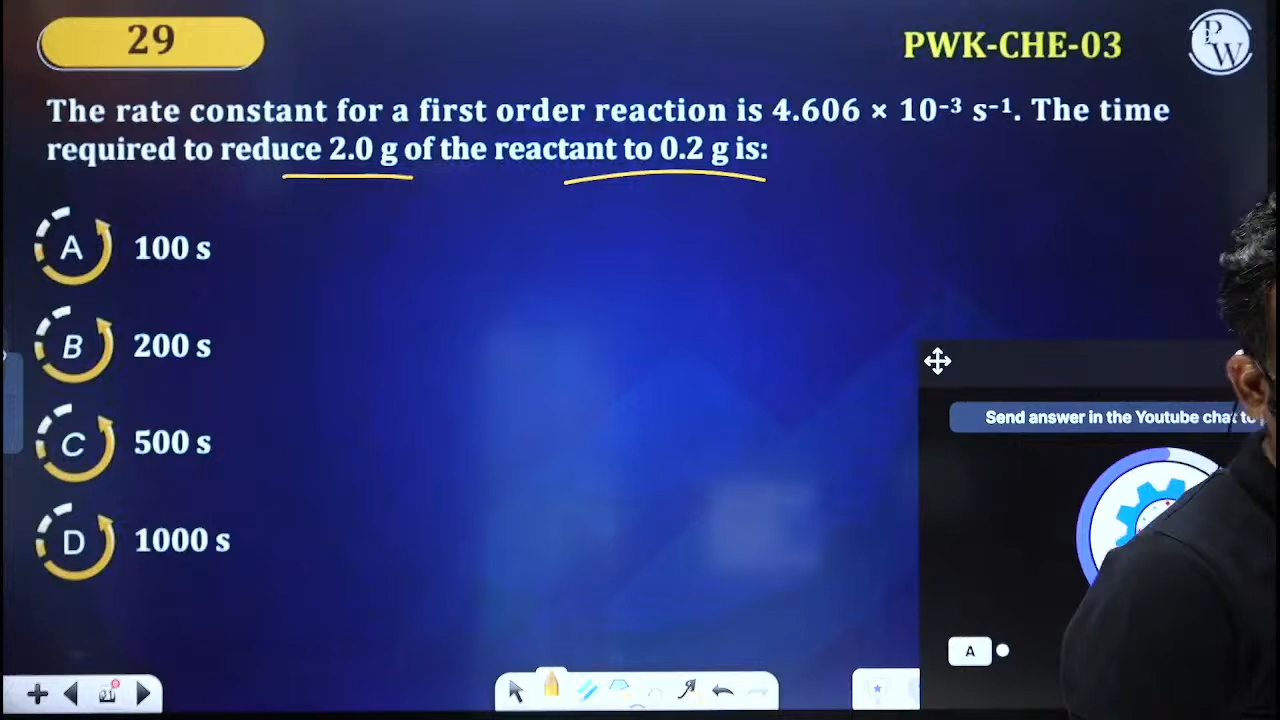 29
PWK-CHE-03
PW
The rate constant for a first order reaction is 4.606 × 10⁻³ s⁻¹. The time
required to reduce 2.0 g of the reactant to 0.2 g is:
A 100 s
B 200 s
C 500 s
D 1000 s
Send answer in the Youtube chat to
A